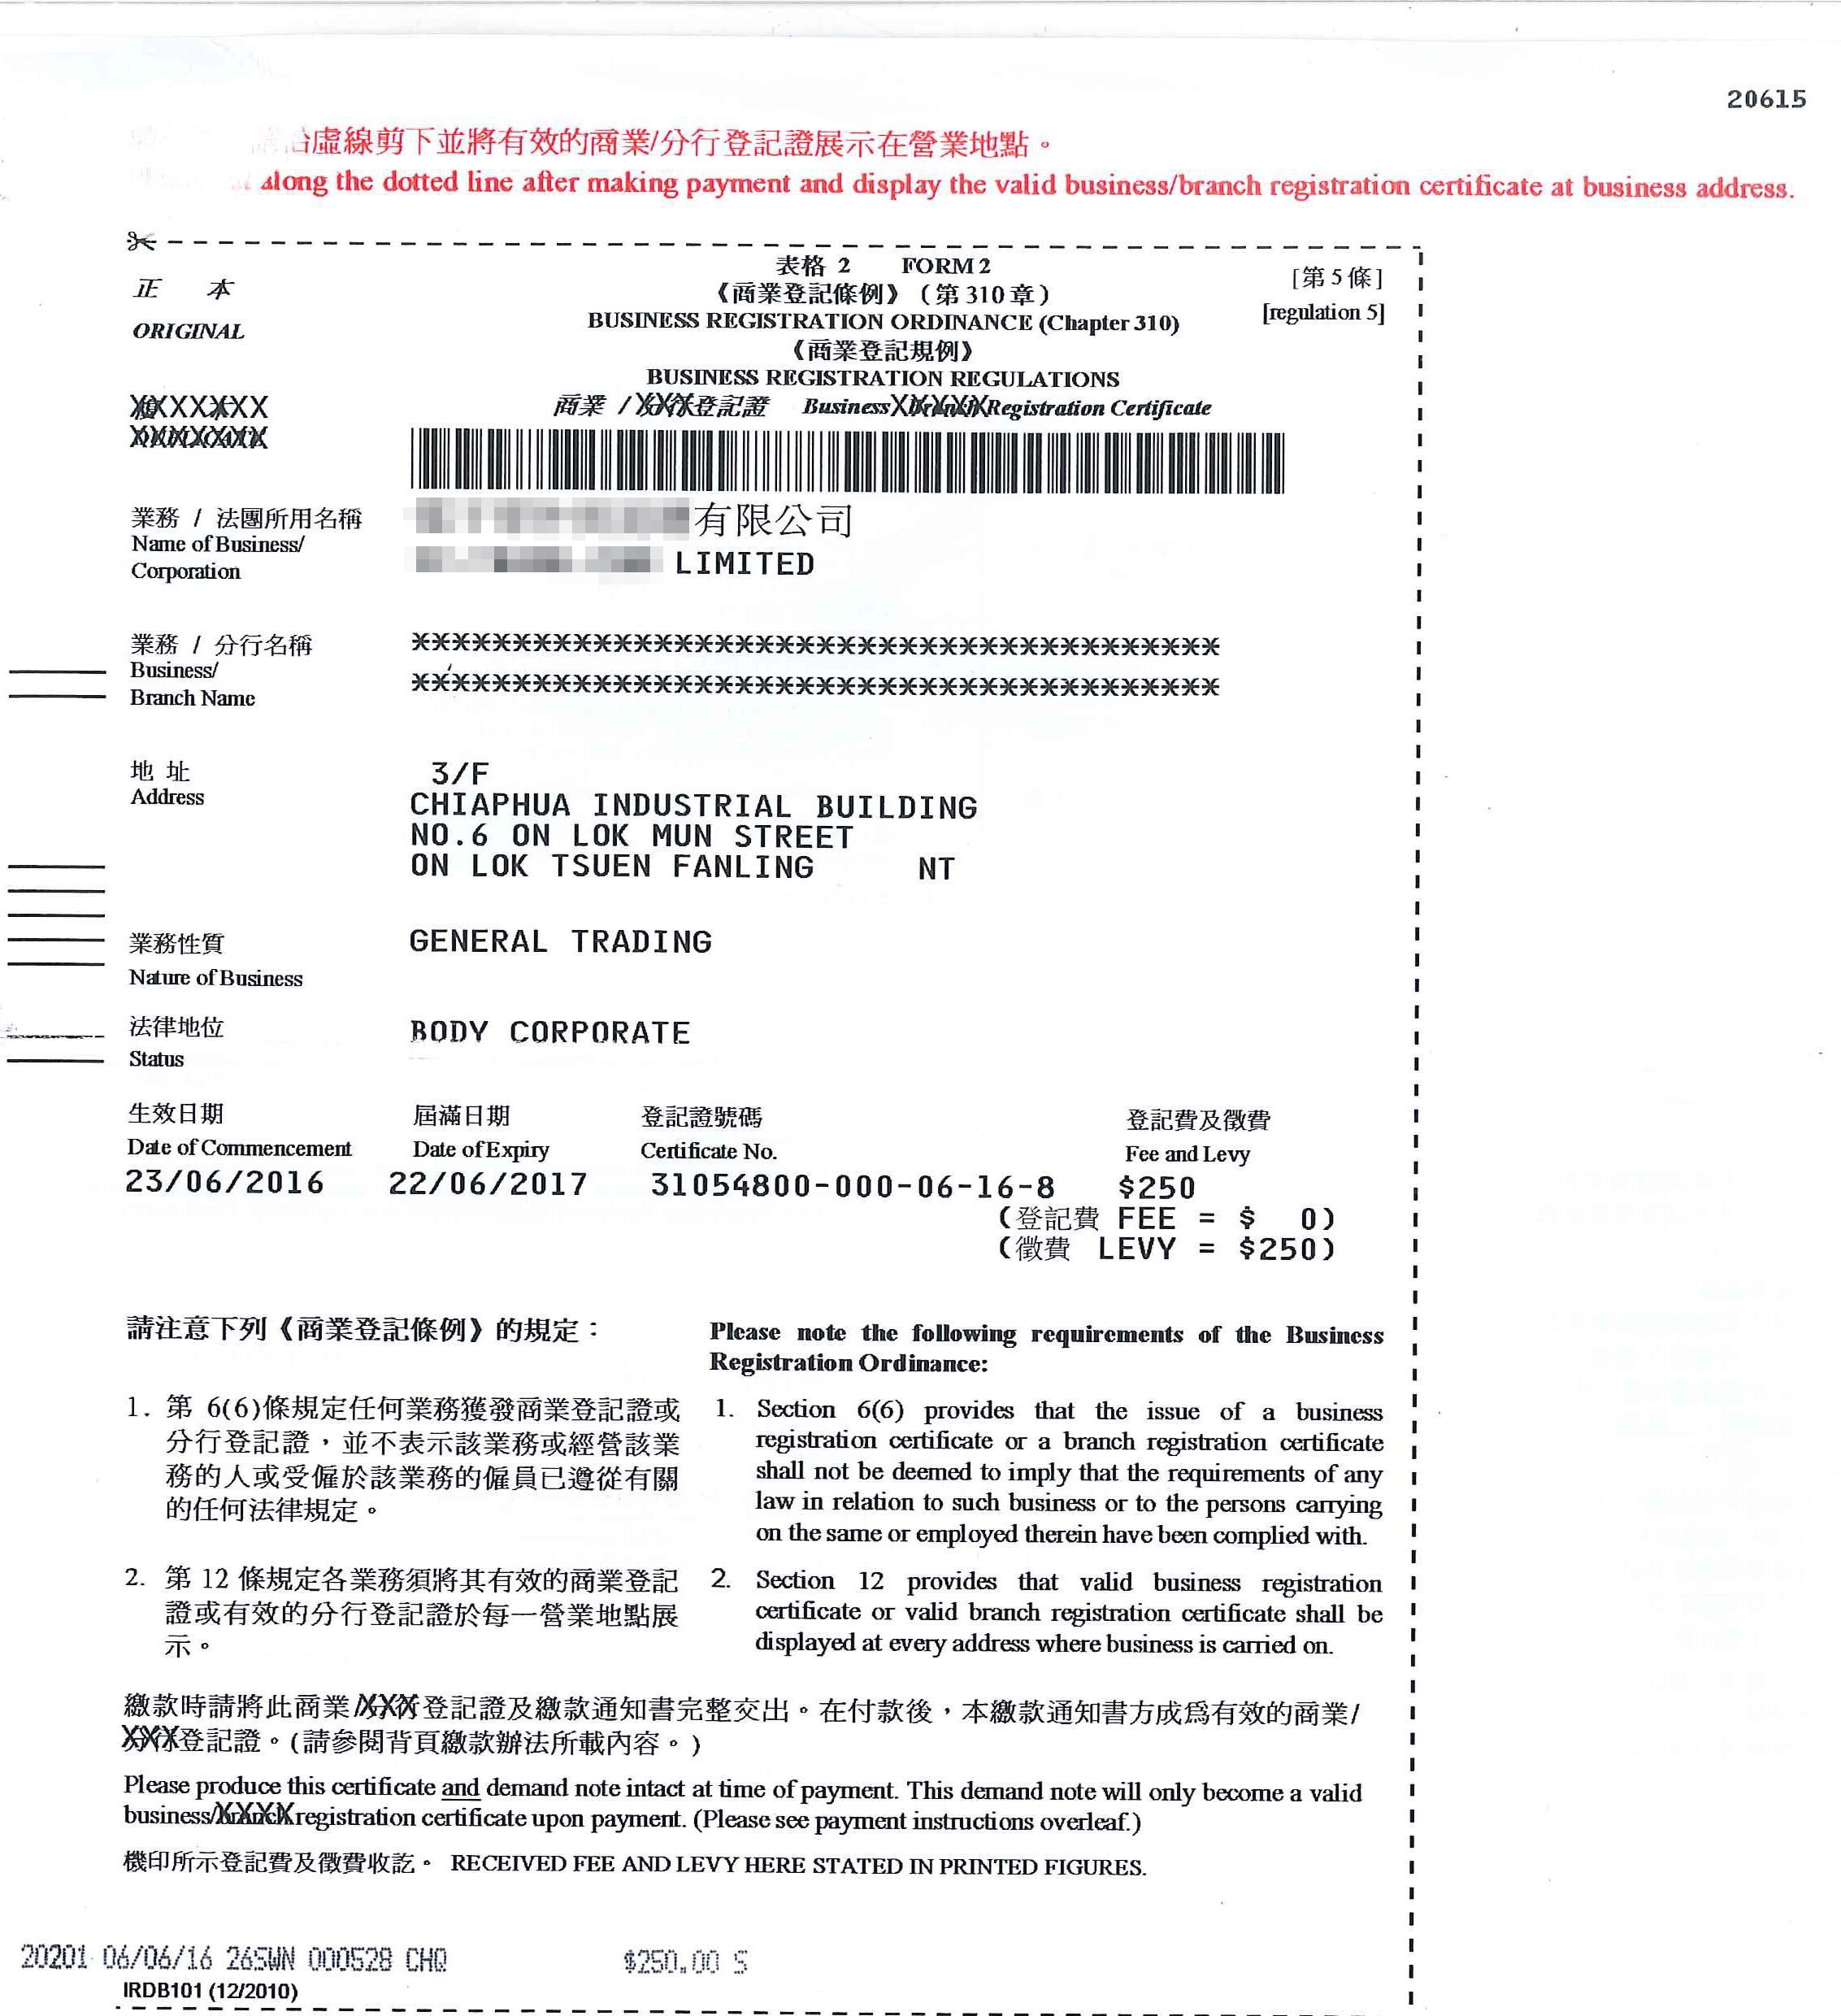 20615
沿虛線剪下並將有效的商業/分行登記證展示在營業地點。
along the dotted line after making payment and display the valid business/branch registration certificate at business address.
表格 2 FORM 2
[第 5 條]
正 本
《商業登記條例》（第 310 章）
ORIGINAL
BUSINESS REGISTRATION ORDINANCE (Chapter 310)
[regulation 5]
《商業登記規例》
BUSINESS REGISTRATION REGULATIONS
XXXXXXX
商業 / XXX登記證 Business XXXXX Registration Certificate
XXXXXXX
業務 / 法團所用名稱 有限公司
Name of Business/
Corporation
LIMITED
業務 / 分行名稱 ****************************************
Business/
Branch Name
****************************************
地 址
Address
3/F
CHIAPHUA INDUSTRIAL BUILDING
NO.6 ON LOK MUN STREET
ON LOK TSUEN FANLING NT
業務性質
Nature of Business
GENERAL TRADING
法律地位
Status
BODY CORPORATE
生效日期 屆滿日期 登記證號碼 登記費及徵費
Date of Commencement Date of Expiry Certificate No. Fee and Levy
23/06/2016 22/06/2017 31054800-000-06-16-8 $250
(登記費 FEE = $ 0)
(徵費 LEVY = $250)
請注意下列《商業登記條例》的規定：
1. 第 6(6)條規定任何業務獲發商業登記證或
分行登記證，並不表示該業務或經營該業
務的人或受僱於該業務的僱員已遵從有關
的任何法律規定。
2. 第 12 條規定各業務須將其有效的商業登記
證或有效的分行登記證於每一營業地點展
示。
Please note the following requirements of the Business
Registration Ordinance:
1. Section 6(6) provides that the issue of a business
registration certificate or a branch registration certificate
shall not be deemed to imply that the requirements of any
law in relation to such business or to the persons carrying
on the same or employed therein have been complied with.
2. Section 12 provides that valid business registration
certificate or valid branch registration certificate shall be
displayed at every address where business is carried on.
繳款時請將此商業/XXX登記證及繳款通知書完整交出。在付款後，本繳款通知書方成爲有效的商業/
XXX登記證。(請參閱背頁繳款辦法所載內容。)
Please produce this certificate and demand note intact at time of payment. This demand note will only become a valid
business/XXXX registration certificate upon payment. (Please see payment instructions overleaf.)
機印所示登記費及徵費收訖。 RECEIVED FEE AND LEVY HERE STATED IN PRINTED FIGURES.
20201 06/06/16 26SWN 000528 CHQ $250.00 S
IRDB101 (12/2010)